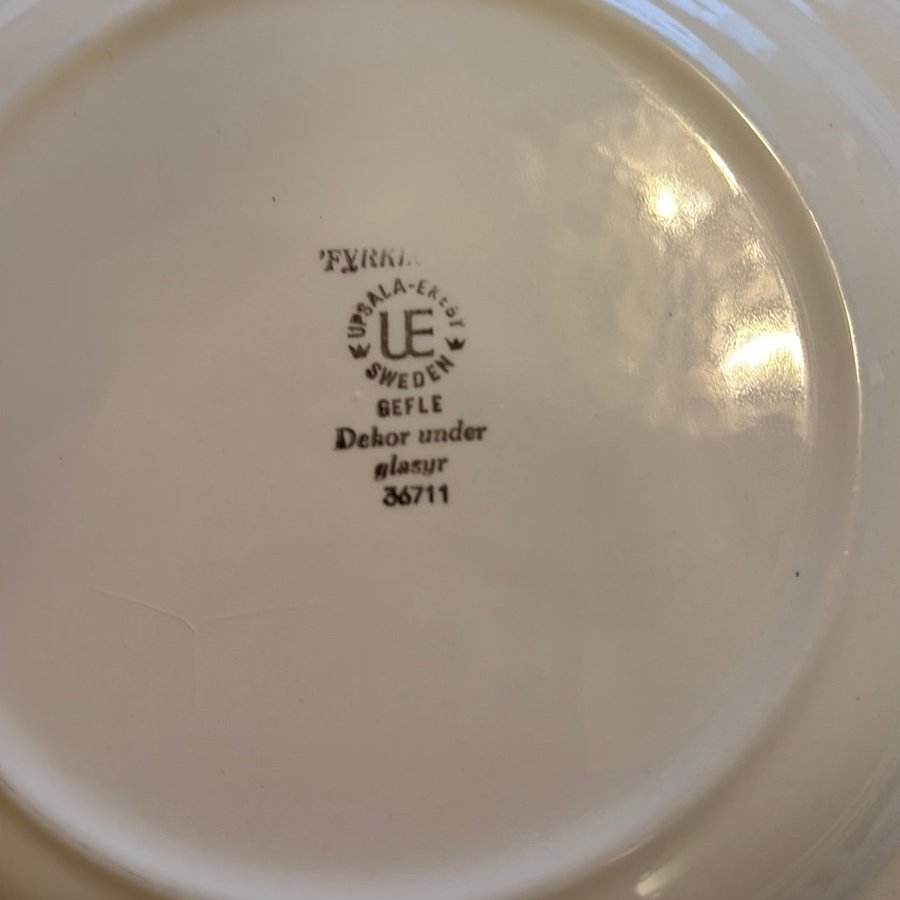 UPSALA-EKEBY
UE
SWEDEN
GEFLE
Dekor under
glasyr
36711